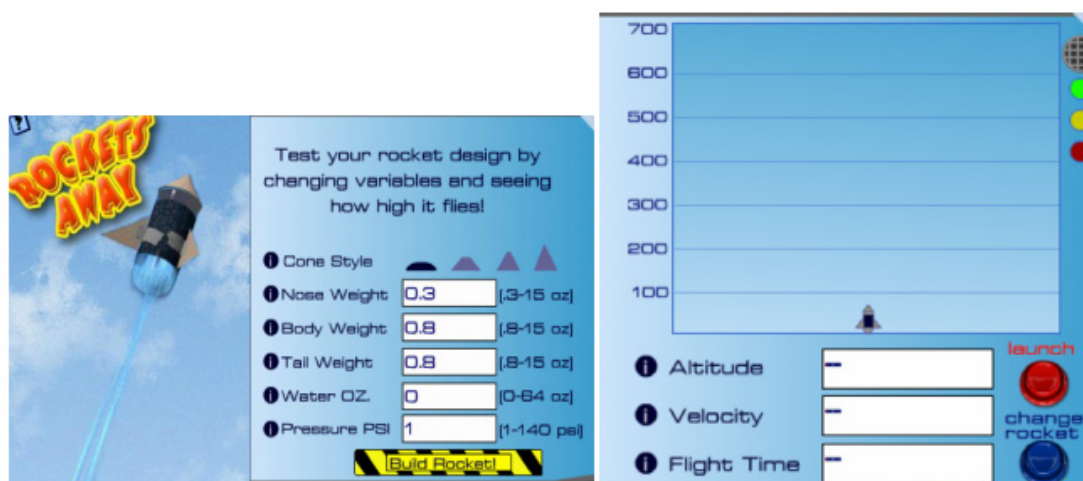 ?
ROCKETS
AWAY
Test your rocket design by
changing variables and seeing
how high it flies!
i Cone Style
i Nose Weight 0.3 (.3-15 oz)
i Body Weight 0.8 (.8-15 oz)
i Tail Weight 0.8 (.8-15 oz)
i Water OZ. 0 (0-64 oz)
i Pressure PSI 1 (1-140 psi)
Build Rocket!
700
600
500
400
300
200
100
launch
i Altitude --
i Velocity --
change
rocket
i Flight Time --